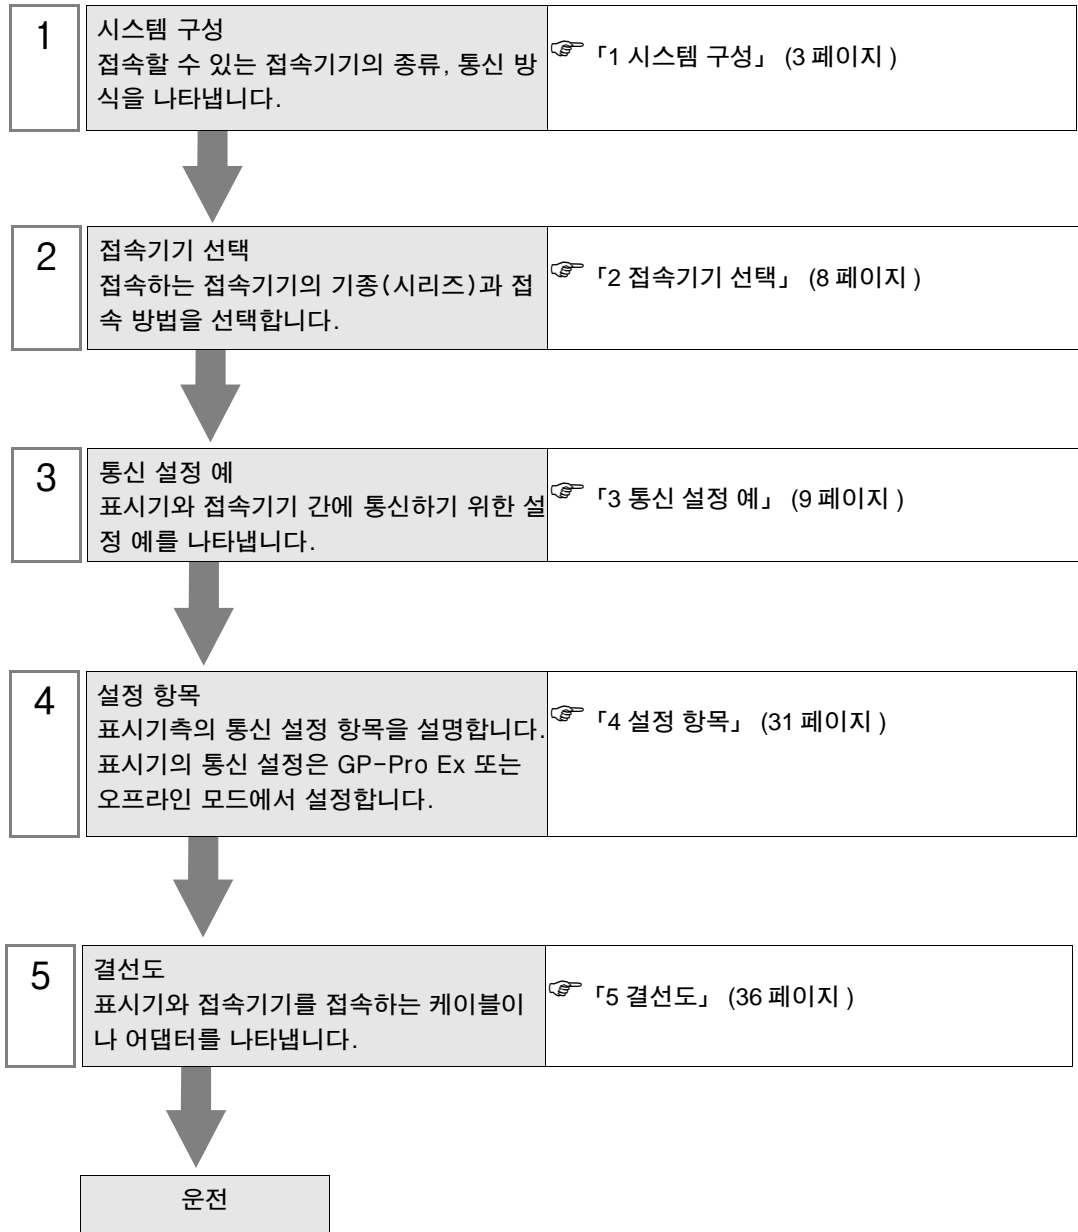 1
시스템 구성
접속할 수 있는 접속기기의 종류, 통신 방
식을 나타냅니다.
☞ 「1 시스템 구성」 (3 페이지 )
2
접속기기 선택
접속하는 접속기기의 기종(시리즈)과 접
속 방법을 선택합니다.
☞ 「2 접속기기 선택」 (8 페이지 )
3
통신 설정 예
표시기와 접속기기 간에 통신하기 위한 설
정 예를 나타냅니다.
☞ 「3 통신 설정 예」 (9 페이지 )
4
설정 항목
표시기측의 통신 설정 항목을 설명합니다.
표시기의 통신 설정은 GP-Pro Ex 또는
오프라인 모드에서 설정합니다.
☞ 「4 설정 항목」 (31 페이지 )
5
결선도
표시기와 접속기기를 접속하는 케이블이
나 어댑터를 나타냅니다.
☞ 「5 결선도」 (36 페이지 )
운전